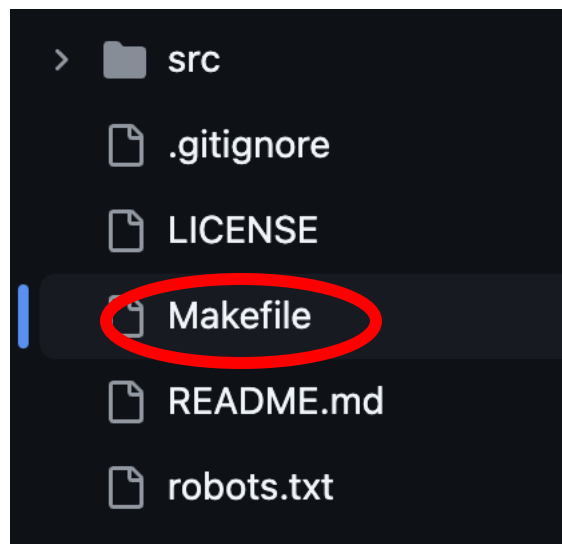 src
.gitignore
LICENSE
Makefile
README.md
robots.txt